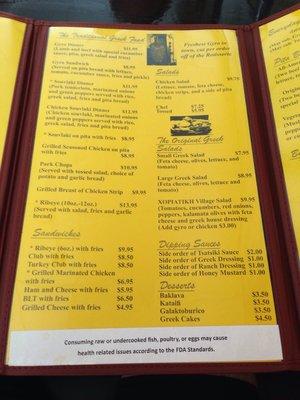 The Traditional Greek Food
Gyro Dinner $11.95
(Lamb and beef with special cucumber
sauce, pita, greek salad and fries)
Gyro Sandwich $8.95
(Served on pita bread with lettuce,
tomato, cucumber sauce, fries and pickle)
* Souvlaki Dinner $11.95
(Pork tenderloin, marinated onions
and green peppers served with rice,
greek salad, fries and pita bread)
Chicken Souvlaki Dinner $12.95
(Chicken souvlaki, marinated onions
and green peppers served with rice,
greek salad, fries and pita bread)
* Souvlaki on pita with fries $8.95
Grilled Seasoned Chicken on pita
with fries $8.95
Pork Chops $10.95
(Served with tossed salad, choice of
potato and garlic bread)
Grilled Breast of Chicken Strip $9.95
* Ribeye (10oz.-12oz.) $13.95
(Served with salad, fries and garlic
bread)
Sandwiches
* Ribeye (6oz.) with fries $9.95
Club with fries $8.50
Turkey Club with fries $8.50
* Grilled Marinated Chicken
with fries $6.95
Ham and Cheese with fries $5.95
BLT with fries $6.50
Grilled Cheese with fries $4.95
Freshest Gyro in
town, cut per order
off of the Rotisserie
Salads
Chicken Salad $9.75
(Lettuce, tomato, feta cheese,
chicken strips, and a side of pita
bread)
Chef $7.25
Tossed
The Original Greek
Salads
Small Greek Salad $7.95
(Feta cheese, olives, lettuce, and
tomato)
Large Greek Salad $8.95
(Feta cheese, olives, lettuce, and
tomato)
ΧΟΡΙΑΤΙΚΗ Village Salad $9.95
(Tomatoes, cucumbers, red onions,
peppers, kalamata olives with feta
cheese and greek house dressing
(Add gyro or chicken $3.00)
Dipping Sauces
Side order of Tsatsiki Sauce $2.00
Side order of Greek Dressing $1.00
Side order of Ranch Dressing $1.00
Side order of Honey Mustard $1.00
Desserts
Baklava $3.50
Kataifi $3.50
Galaktoburico $3.50
Greek Cakes $4.50
Consuming raw or undercooked fish, poultry, or eggs may cause
health related issues according to the FDA Standards.